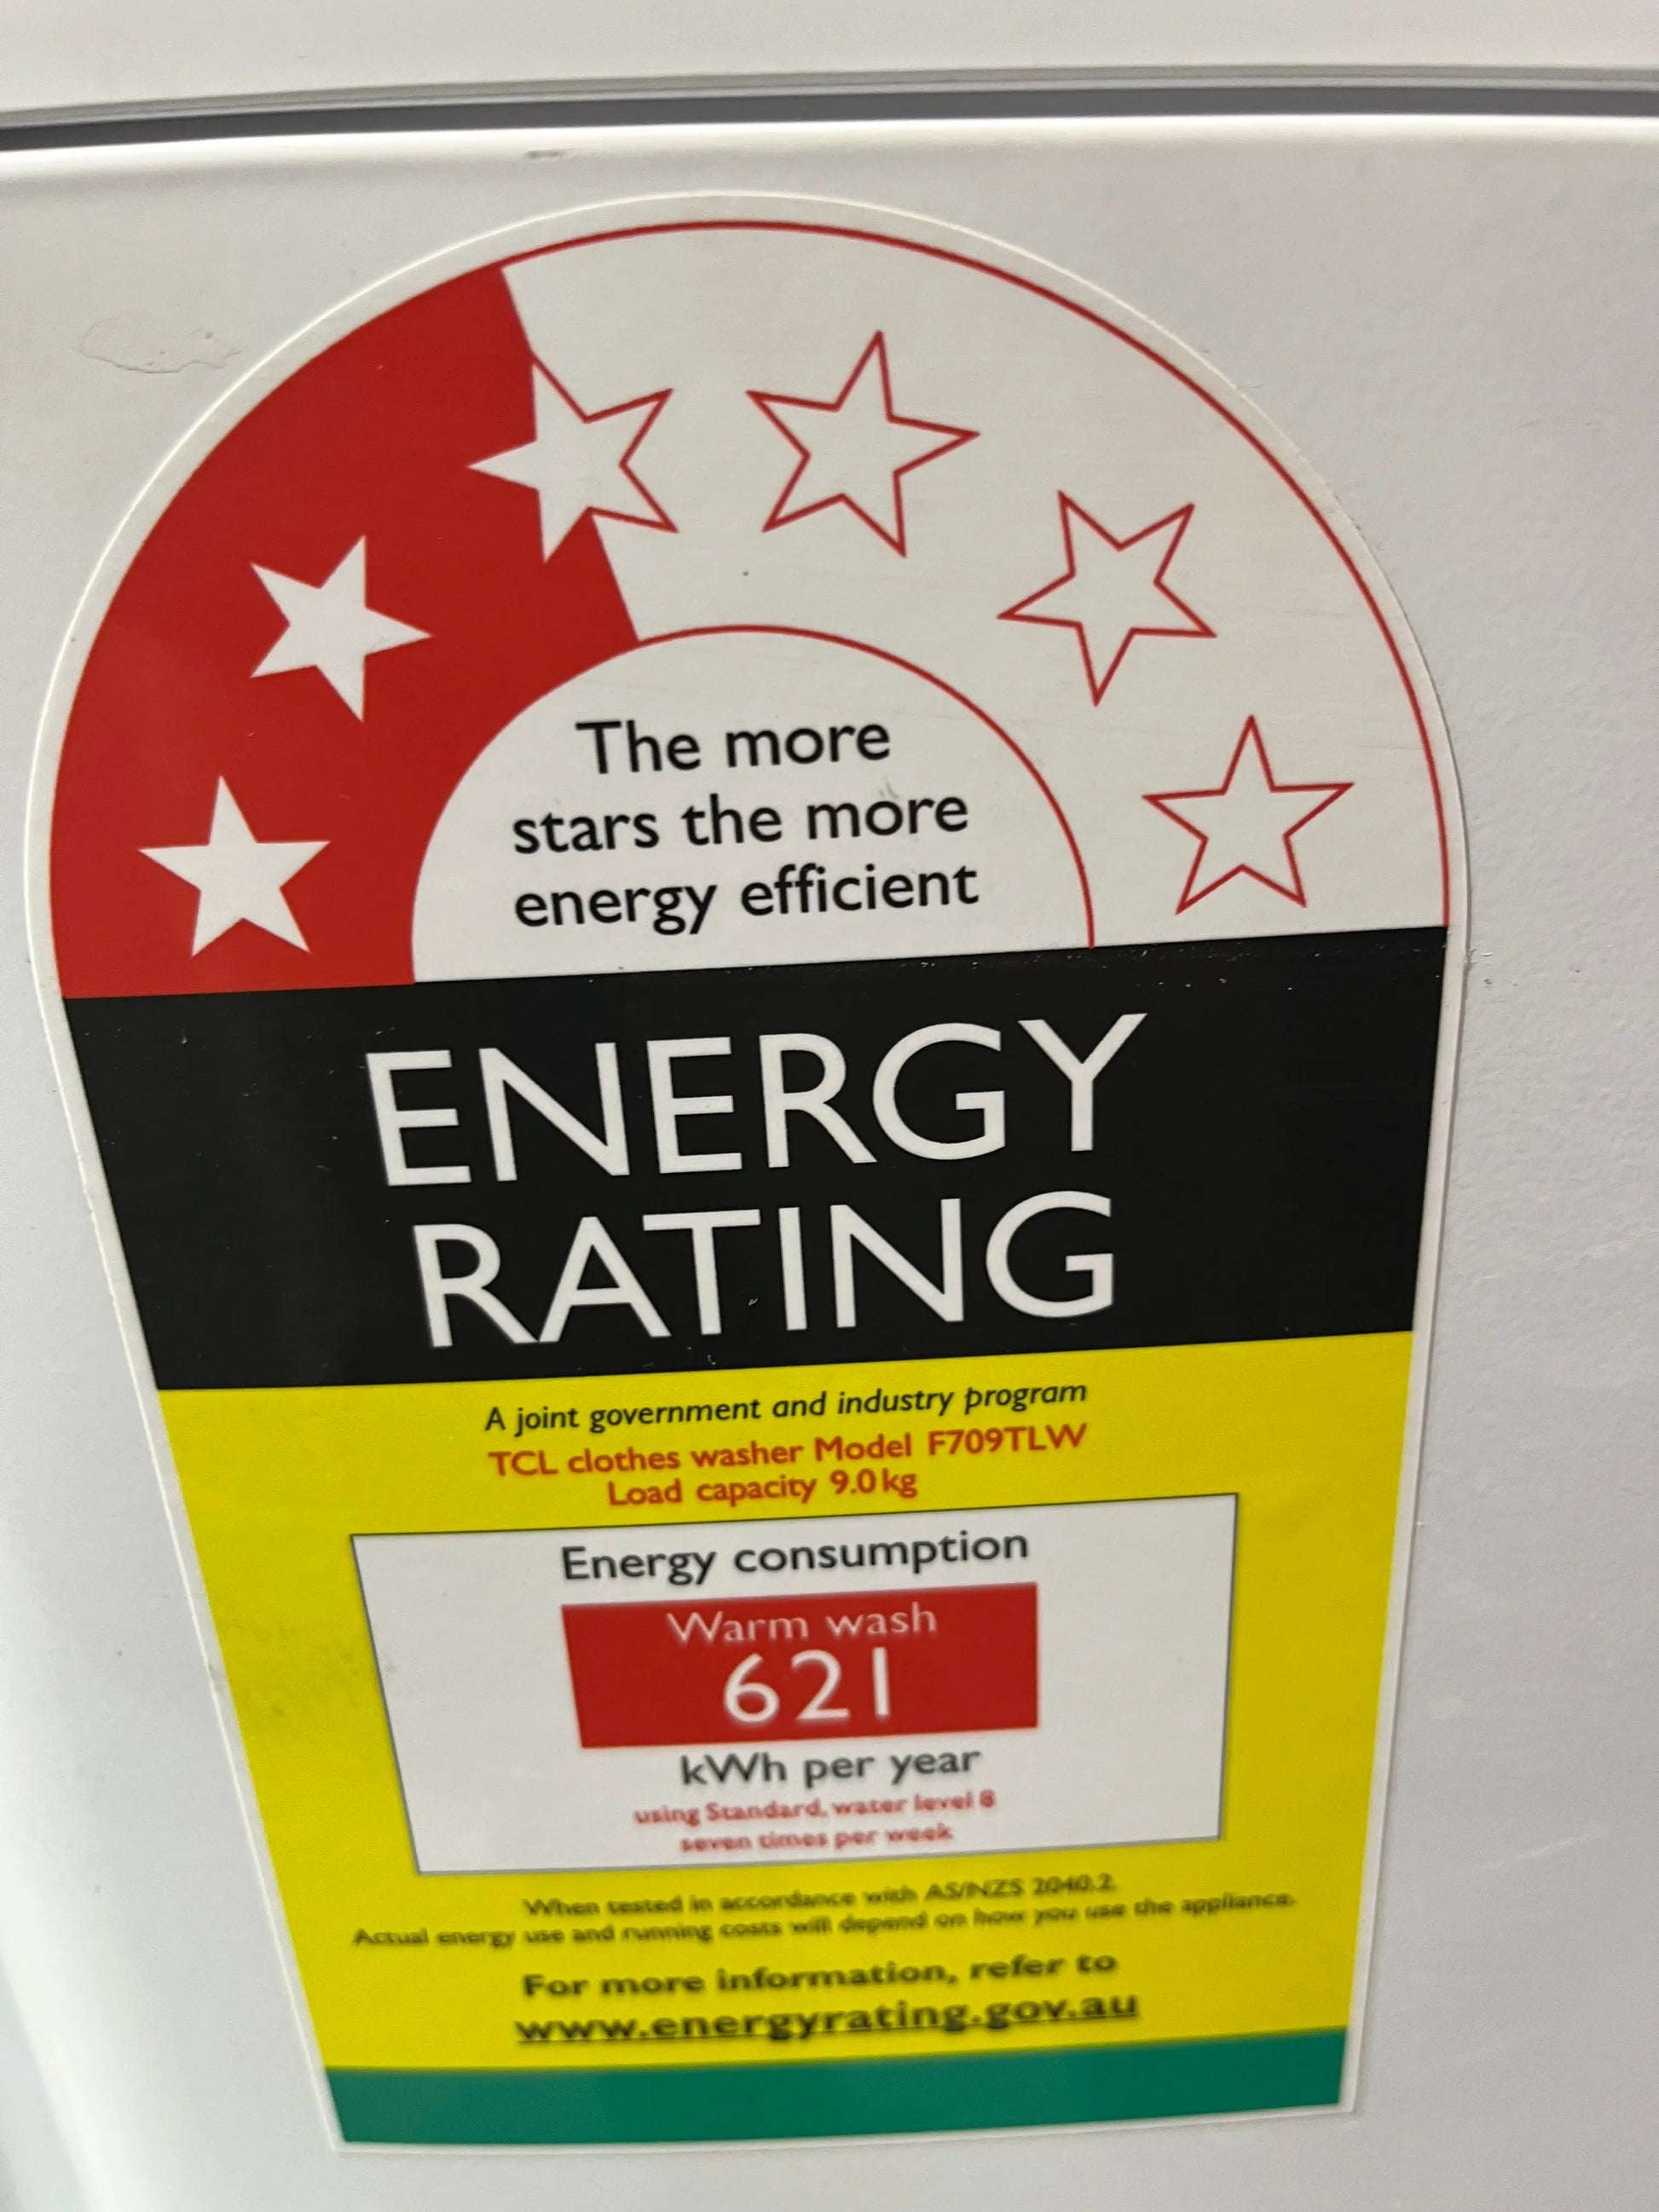 The more
stars the more
energy efficient
ENERGY
RATING
A joint government and industry program
TCL clothes washer Model F709TLW
Load capacity 9.0 kg
Energy consumption
Warm wash
621
kWh per year
using Standard, water level 8
seven times per week
When tested in accordance with AS/NZS 2040.2.
Actual energy use and running costs will depend on how you use the appliance.
For more information, refer to
www.energyrating.gov.au